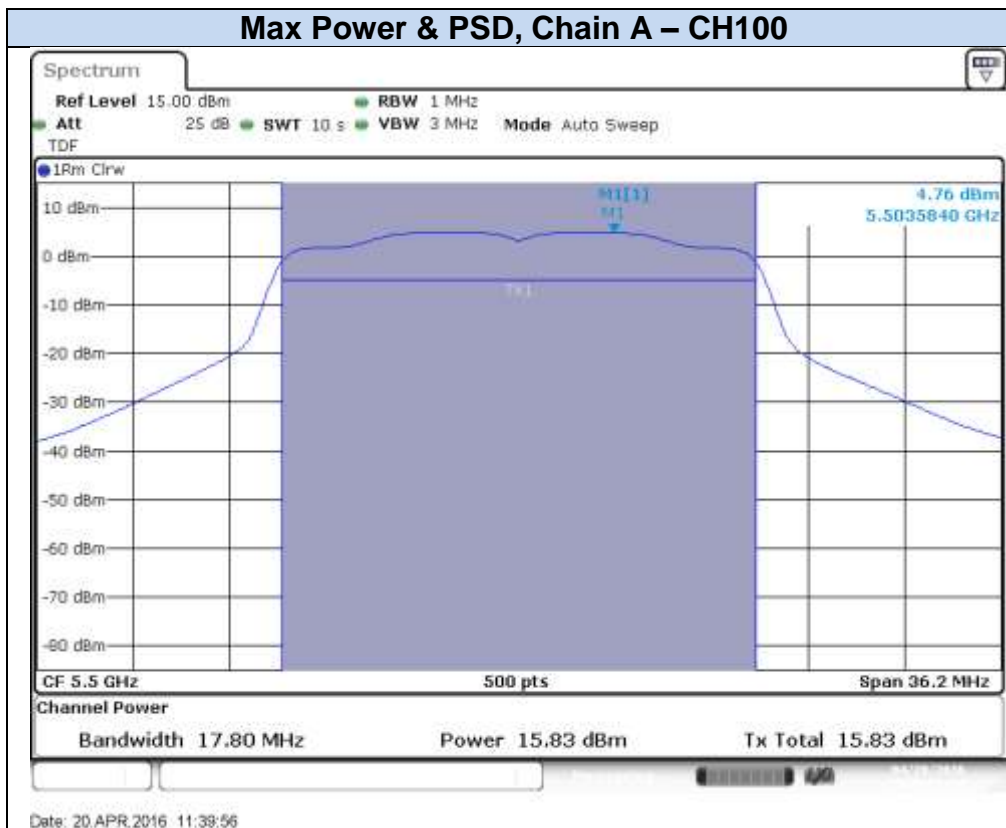 Max Power & PSD, Chain A – CH100
Spectrum
Ref Level 15.00 dBm RBW 1 MHz
Att 25 dB SWT 10 s VBW 3 MHz Mode Auto Sweep
TDF
1Rm Clrw
M1[1] 4.76 dBm
5.5035840 GHz
M1
10 dBm
0 dBm
Tx1
-10 dBm
-20 dBm
-30 dBm
-40 dBm
-50 dBm
-60 dBm
-70 dBm
-80 dBm
CF 5.5 GHz 500 pts Span 36.2 MHz
Channel Power
Bandwidth 17.80 MHz Power 15.83 dBm Tx Total 15.83 dBm
Date: 20.APR.2016 11:39:56